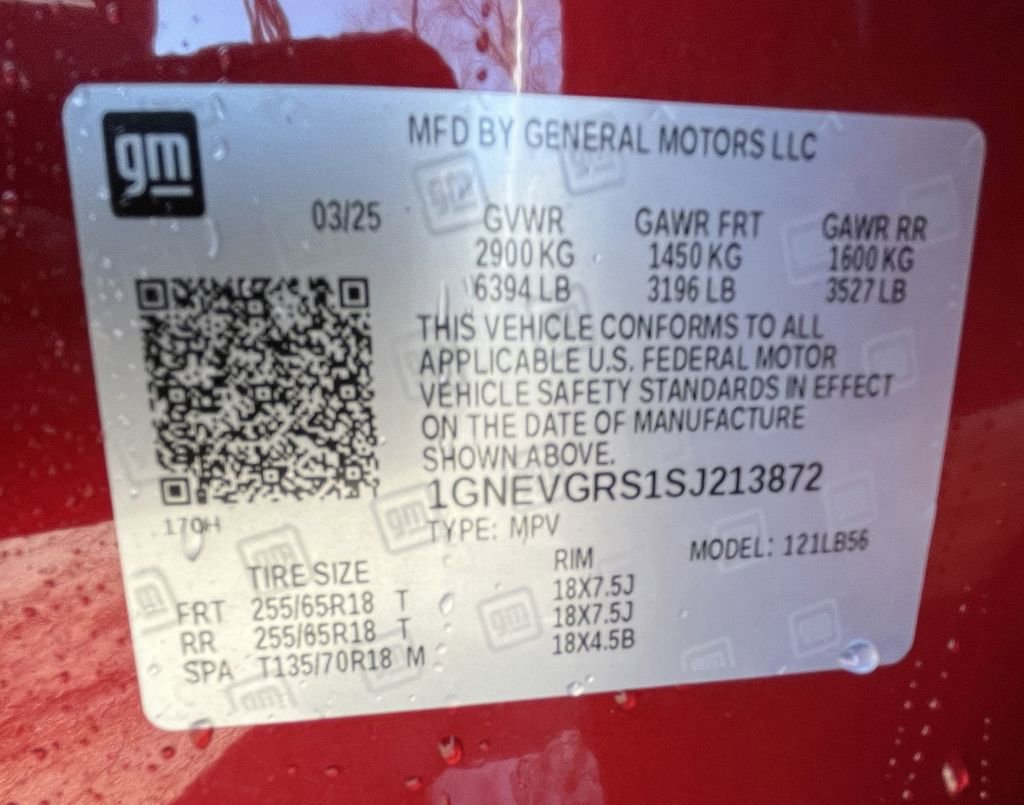 gm
MFD BY GENERAL MOTORS LLC
03/25
GVWR GAWR FRT GAWR RR
2900 KG 1450 KG 1600 KG
6394 LB 3196 LB 3527 LB
THIS VEHICLE CONFORMS TO ALL
APPLICABLE U.S. FEDERAL MOTOR
VEHICLE SAFETY STANDARDS IN EFFECT
ON THE DATE OF MANUFACTURE
SHOWN ABOVE.
1GNEVGRS1SJ213872
170H
TYPE: MPV
MODEL: 121LB56
TIRE SIZE RIM
FRT 255/65R18 T 18X7.5J
RR 255/65R18 T 18X7.5J
SPA T135/70R18 M 18X4.5B